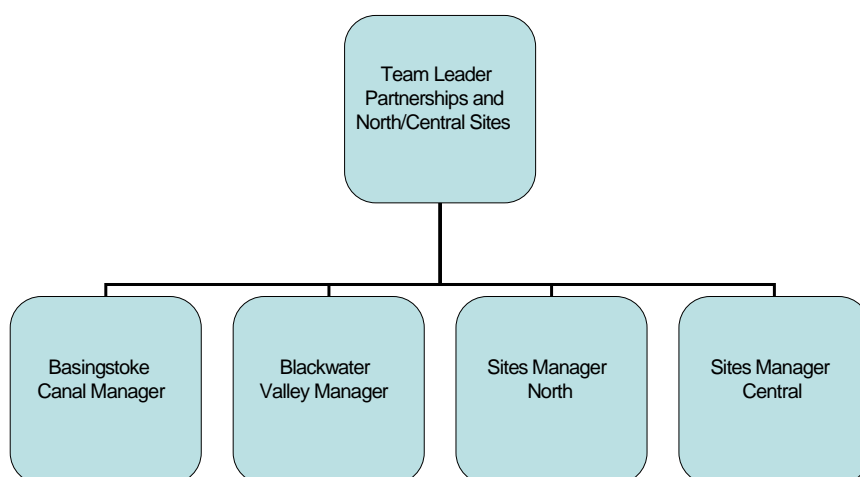 Team Leader
Partnerships and
North/Central Sites
Basingstoke
Canal Manager
Blackwater
Valley Manager
Sites Manager
North
Sites Manager
Central